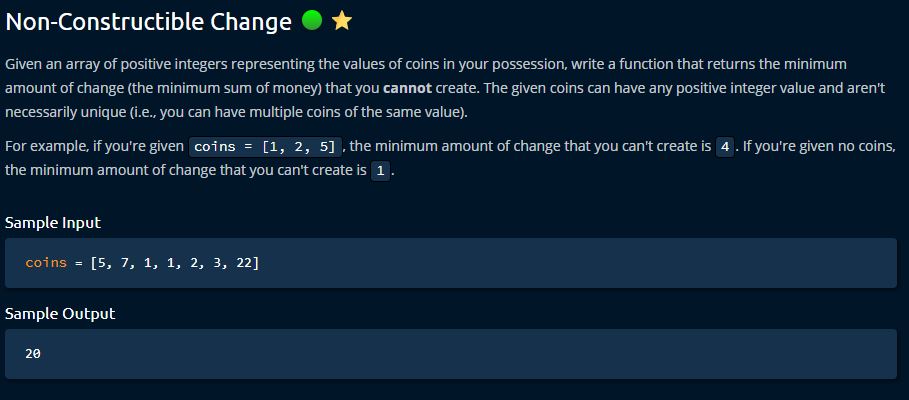 Non-Constructible Change
Given an array of positive integers representing the values of coins in your possession, write a function that returns the minimum
amount of change (the minimum sum of money) that you cannot create. The given coins can have any positive integer value and aren't
necessarily unique (i.e., you can have multiple coins of the same value).
For example, if you're given coins = [1, 2, 5] , the minimum amount of change that you can't create is 4 . If you're given no coins,
the minimum amount of change that you can't create is 1 .
Sample Input
coins = [5, 7, 1, 1, 2, 3, 22]
Sample Output
20